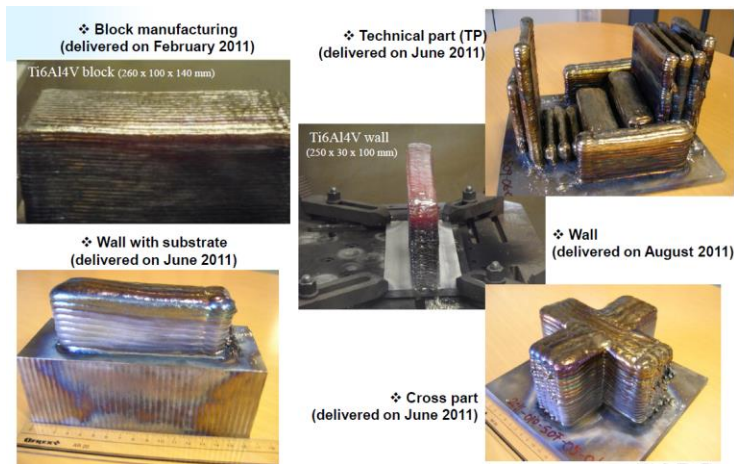 ❖ Block manufacturing
(delivered on February 2011)
Ti6Al4V block (260 x 100 x 140 mm)
❖ Technical part (TP)
(delivered on June 2011)
Ti6Al4V wall
(250 x 30 x 100 mm)
❖ Wall with substrate
(delivered on June 2011)
❖ Wall
(delivered on August 2011)
❖ Cross part
(delivered on June 2011)